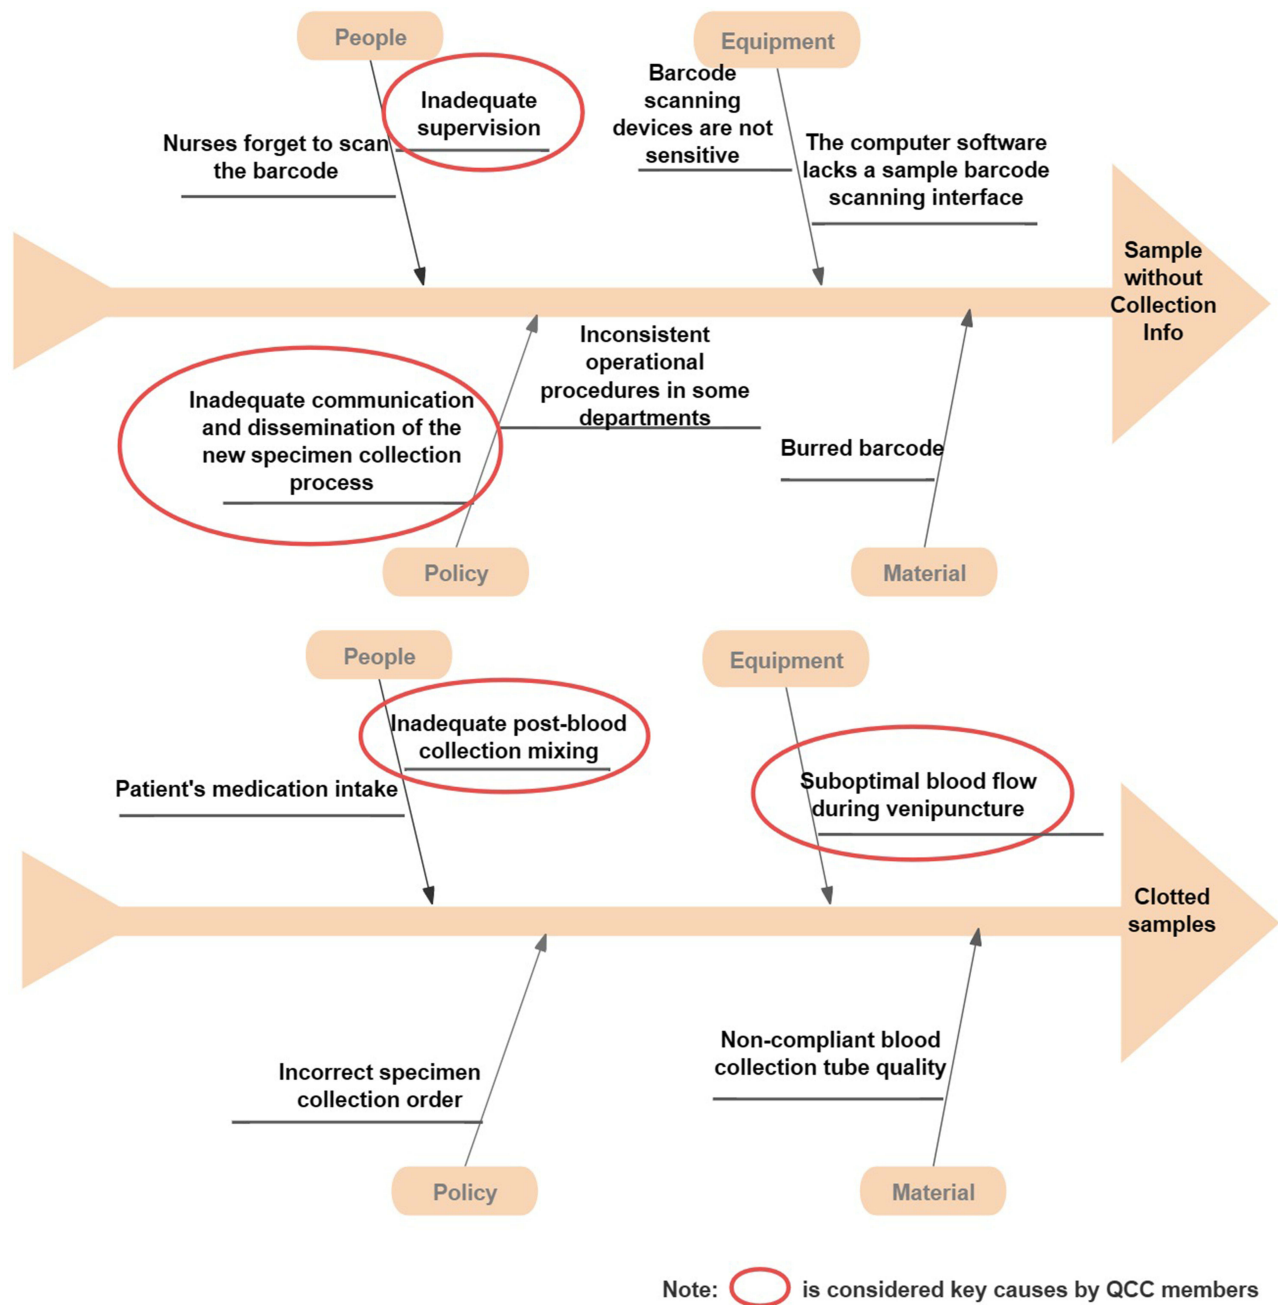 People
Equipment
Inadequate
supervision
Nurses forget to scan
the barcode
Barcode
scanning
devices are not
sensitive
The computer software
lacks a sample barcode
scanning interface
Sample
without
Collection
Info
Inadequate communication
and dissemination of the
new specimen collection
process
Inconsistent
operational
procedures in some
departments
Burred barcode
Policy
Material
People
Equipment
Inadequate post-blood
collection mixing
Patient's medication intake
Suboptimal blood flow
during venipuncture
Clotted
samples
Incorrect specimen
collection order
Non-compliant blood
collection tube quality
Policy
Material
Note: is considered key causes by QCC members